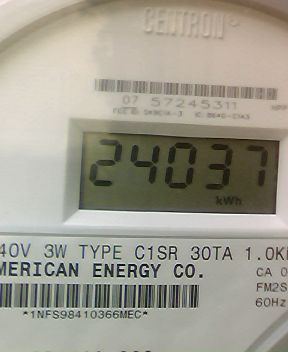 CENTRON
07 57245311
24037
kWh
40V 3W TYPE C1SR 30TA 1.0K
MERICAN ENERGY CO.
CA 0
FM2S
60Hz
*1NFS98410366MEC*